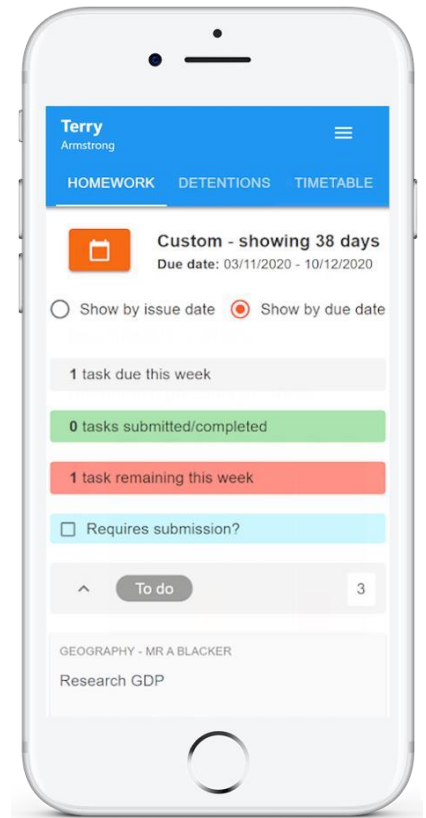 Terry
Armstrong
HOMEWORK DETENTIONS TIMETABLE
Custom - showing 38 days
Due date: 03/11/2020 - 10/12/2020
Show by issue date Show by due date
1 task due this week
0 tasks submitted/completed
1 task remaining this week
Requires submission?
To do 3
GEOGRAPHY - MR A BLACKER
Research GDP